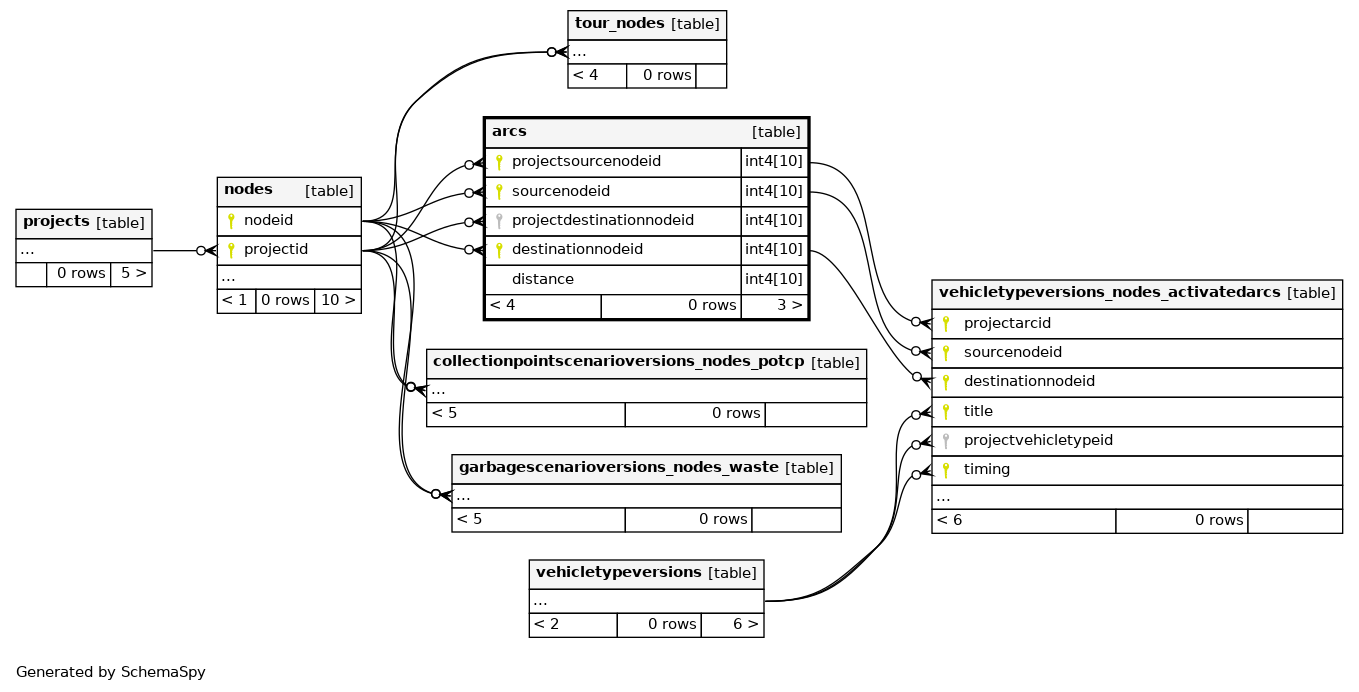 tour_nodes [table]
...
< 4 0 rows
arcs [table]
projectsourcenodeid int4[10]
sourcenodeid int4[10]
projectdestinationnodeid int4[10]
destinationnodeid int4[10]
distance int4[10]
< 4 0 rows 3 >
nodes [table]
nodeid
projectid
...
< 1 0 rows 10 >
projects [table]
...
0 rows 5 >
vehicletypeversions_nodes_activatedarcs [table]
projectarcid
sourcenodeid
destinationnodeid
title
projectvehicletypeid
timing
...
< 6 0 rows
collectionpointscenarioversions_nodes_potcp [table]
...
< 5 0 rows
garbagescenarioversions_nodes_waste [table]
...
< 5 0 rows
vehicletypeversions [table]
...
< 2 0 rows 6 >
Generated by SchemaSpy